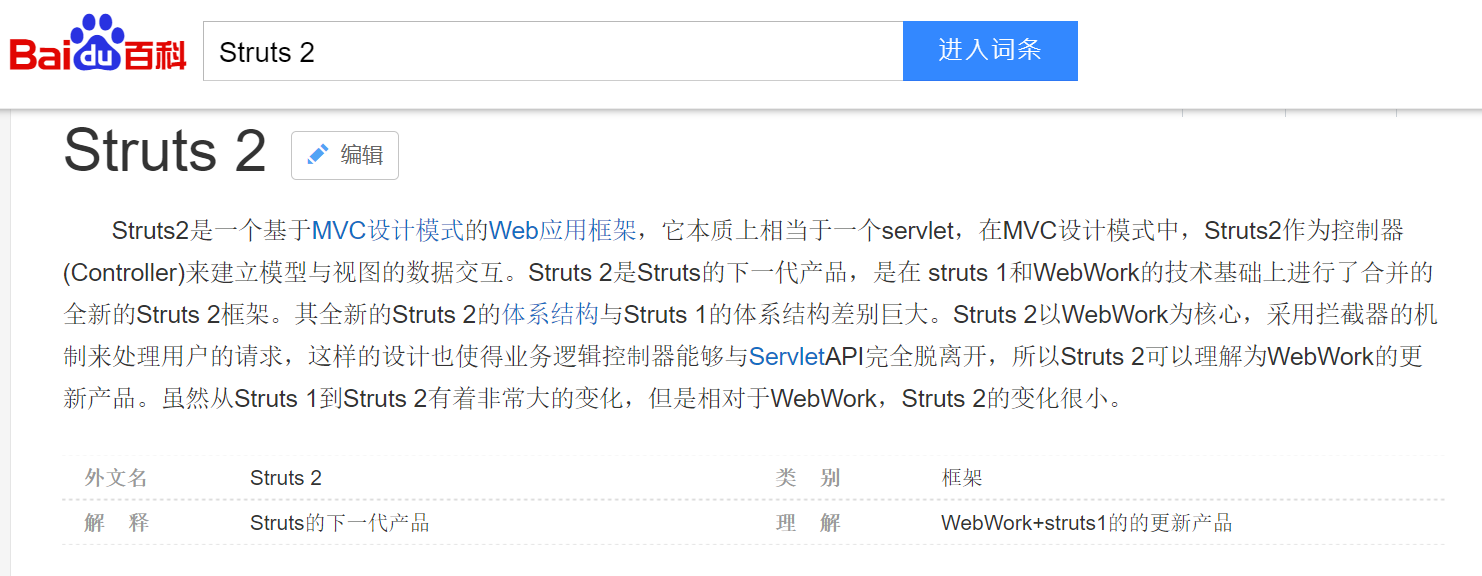 Baidu百科
Struts 2
进入词条
Struts 2
编辑
Struts2是一个基于MVC设计模式的Web应用框架，它本质上相当于一个servlet，在MVC设计模式中，Struts2作为控制器
(Controller)来建立模型与视图的数据交互。Struts 2是Struts的下一代产品，是在 struts 1和WebWork的技术基础上进行了合并的
全新的Struts 2框架。其全新的Struts 2的体系结构与Struts 1的体系结构差别巨大。Struts 2以WebWork为核心，采用拦截器的机
制来处理用户的请求，这样的设计也使得业务逻辑控制器能够与ServletAPI完全脱离开，所以Struts 2可以理解为WebWork的更
新产品。虽然从Struts 1到Struts 2有着非常大的变化，但是相对于WebWork，Struts 2的变化很小。
外文名 Struts 2 类 别 框架
解 释 Struts的下一代产品 理 解 WebWork+struts1的的更新产品